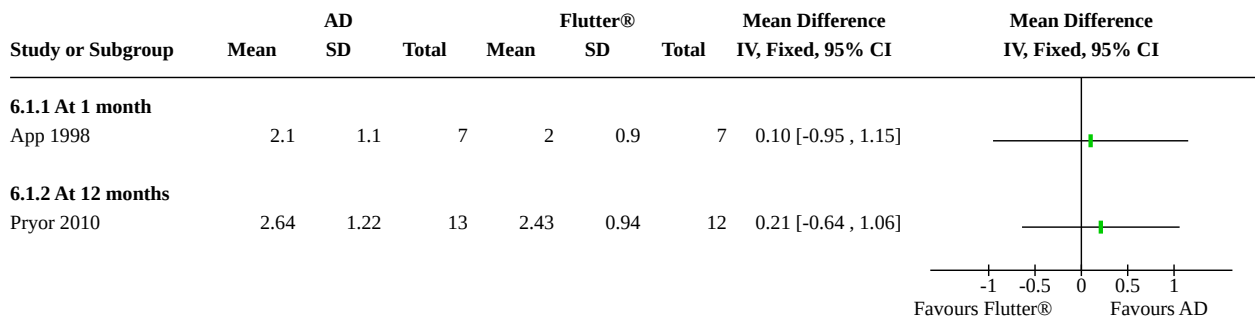 AD Flutter® Mean Difference Mean Difference
Study or Subgroup Mean SD Total Mean SD Total IV, Fixed, 95% CI IV, Fixed, 95% CI
6.1.1 At 1 month
App 1998 2.1 1.1 7 2 0.9 7 0.10 [-0.95 , 1.15]
6.1.2 At 12 months
Pryor 2010 2.64 1.22 13 2.43 0.94 12 0.21 [-0.64 , 1.06]
-1 -0.5 0 0.5 1
Favours Flutter® Favours AD